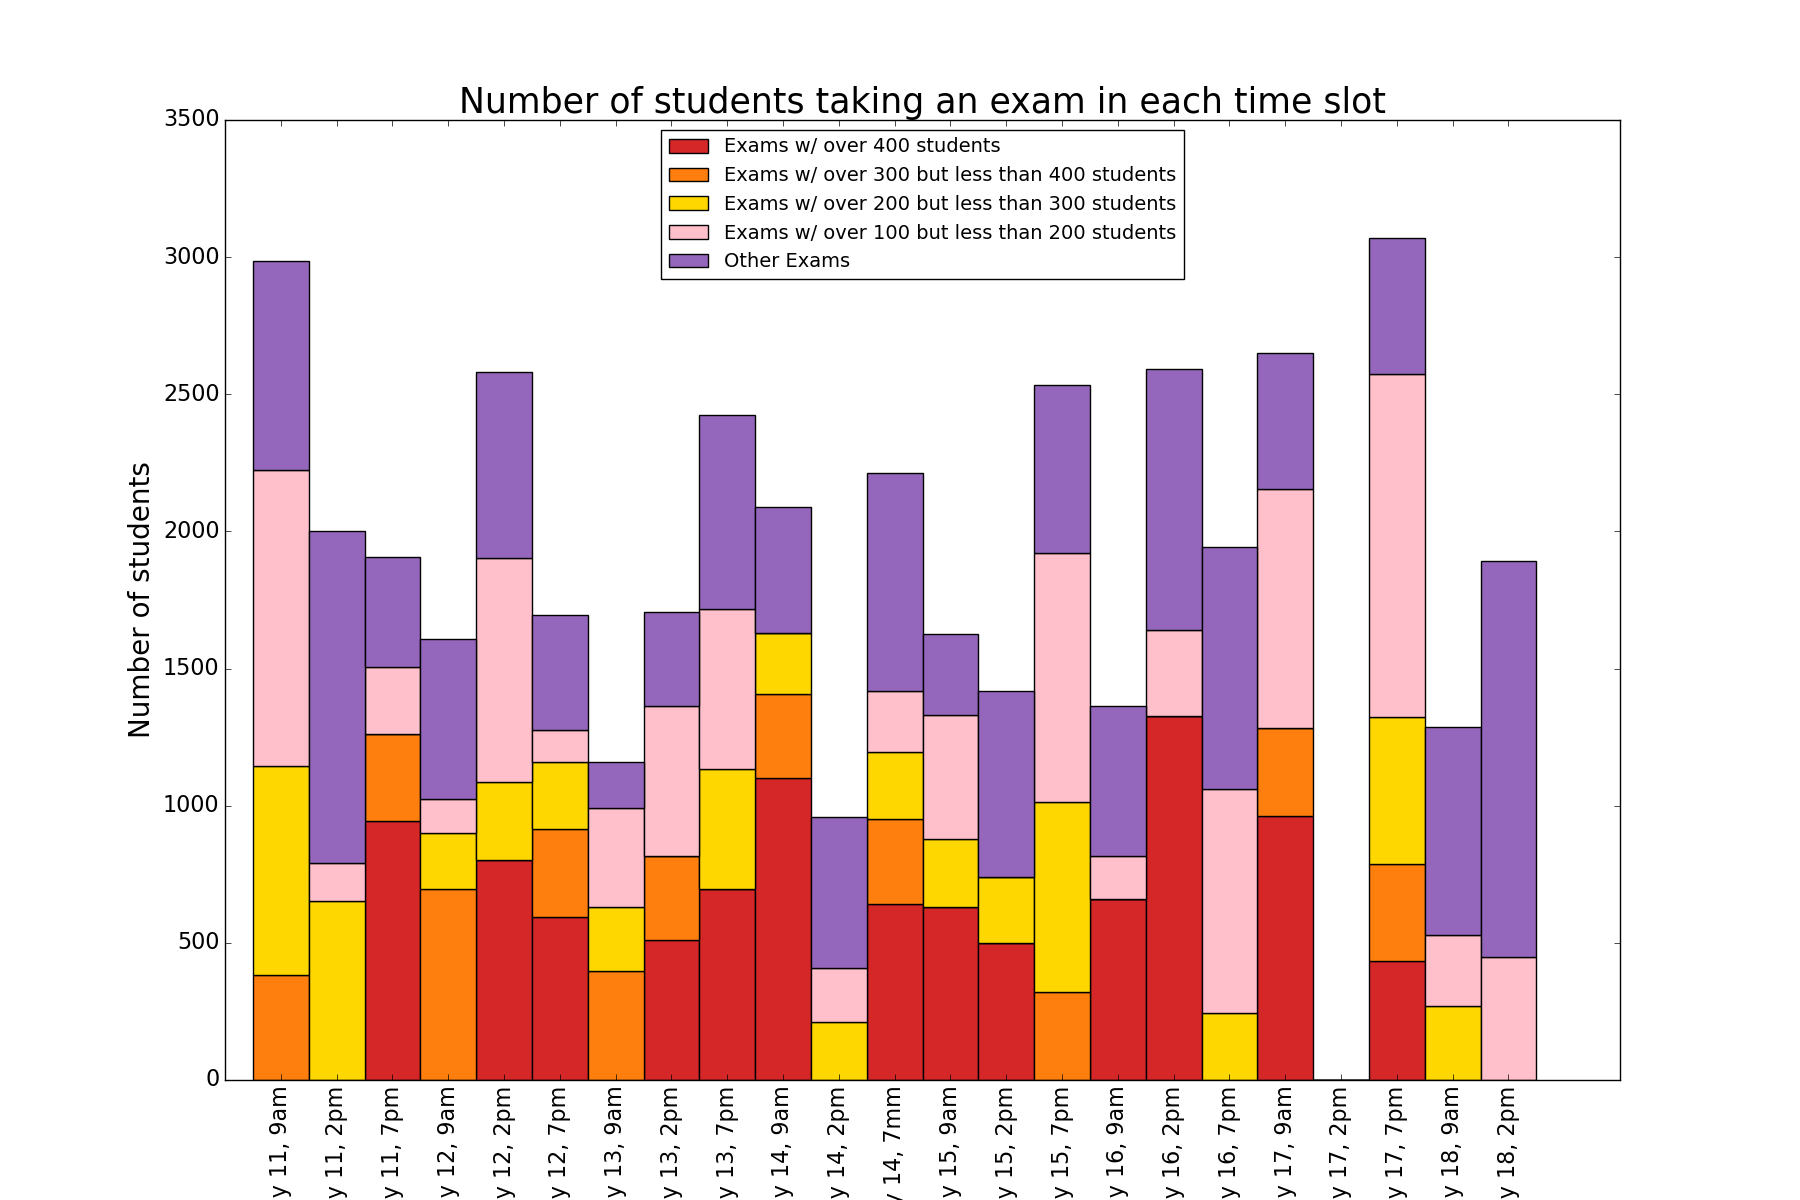 Number of students taking an exam in each time slot
Exams w/ over 400 students
Exams w/ over 300 but less than 400 students
Exams w/ over 200 but less than 300 students
Exams w/ over 100 but less than 200 students
Other Exams
Number of students
3500
3000
2500
2000
1500
1000
500
0
y 11, 9am
y 11, 2pm
y 11, 7pm
y 12, 9am
y 12, 2pm
y 12, 7pm
y 13, 9am
y 13, 2pm
y 13, 7pm
y 14, 9am
y 14, 2pm
y 14, 7mm
y 15, 9am
y 15, 2pm
y 15, 7pm
y 16, 9am
y 16, 2pm
y 16, 7pm
y 17, 9am
y 17, 2pm
y 17, 7pm
y 18, 9am
y 18, 2pm